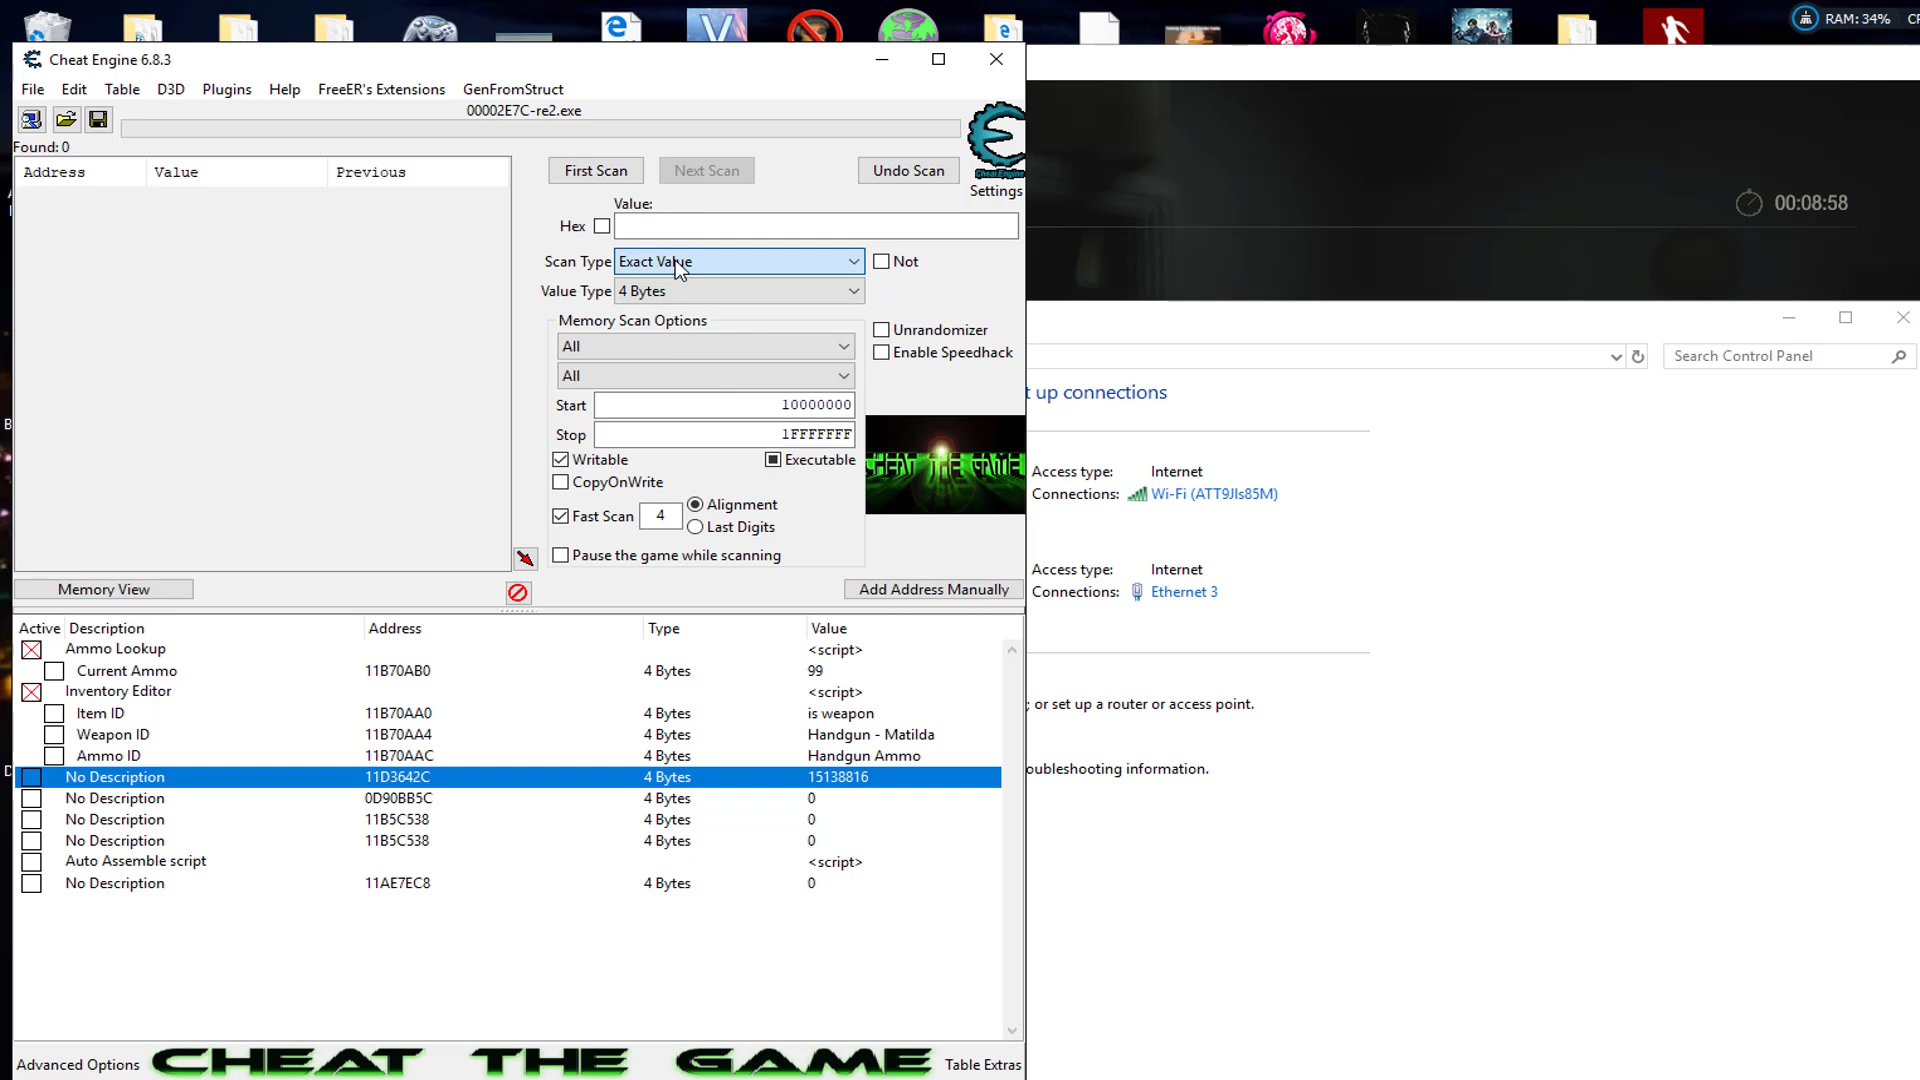 RAM: 34% CP
Cheat Engine 6.8.3
File Edit Table D3D Plugins Help FreeER's Extensions GenFromStruct
00002E7C-re2.exe
Found: 0
Address Value Previous
First Scan Next Scan Undo Scan
Settings
Value:
Hex
Scan Type Exact Value Not
Value Type 4 Bytes
Memory Scan Options
All
All
Unrandomizer
Enable Speedhack
Start 10000000
Stop 1FFFFFFF
Writable Executable
CopyOnWrite
Fast Scan 4 Alignment
Last Digits
Pause the game while scanning
CHEAT THE GAME
Cheat Engine
Memory View Add Address Manually
Active Description Address Type Value
Ammo Lookup <script>
Current Ammo 11B70AB0 4 Bytes 99
Inventory Editor <script>
Item ID 11B70AA0 4 Bytes is weapon
Weapon ID 11B70AA4 4 Bytes Handgun - Matilda
Ammo ID 11B70AAC 4 Bytes Handgun Ammo
No Description 11D3642C 4 Bytes 15138816
No Description 0D90BB5C 4 Bytes 0
No Description 11B5C538 4 Bytes 0
No Description 11B5C538 4 Bytes 0
Auto Assemble script <script>
No Description 11AE7EC8 4 Bytes 0
Advanced Options CHEAT THE GAME Table Extras
00:08:58
Search Control Panel
t up connections
Access type: Internet
Connections: Wi-Fi (ATT9JIs85M)
Access type: Internet
Connections: Ethernet 3
; or set up a router or access point.
oubleshooting information.